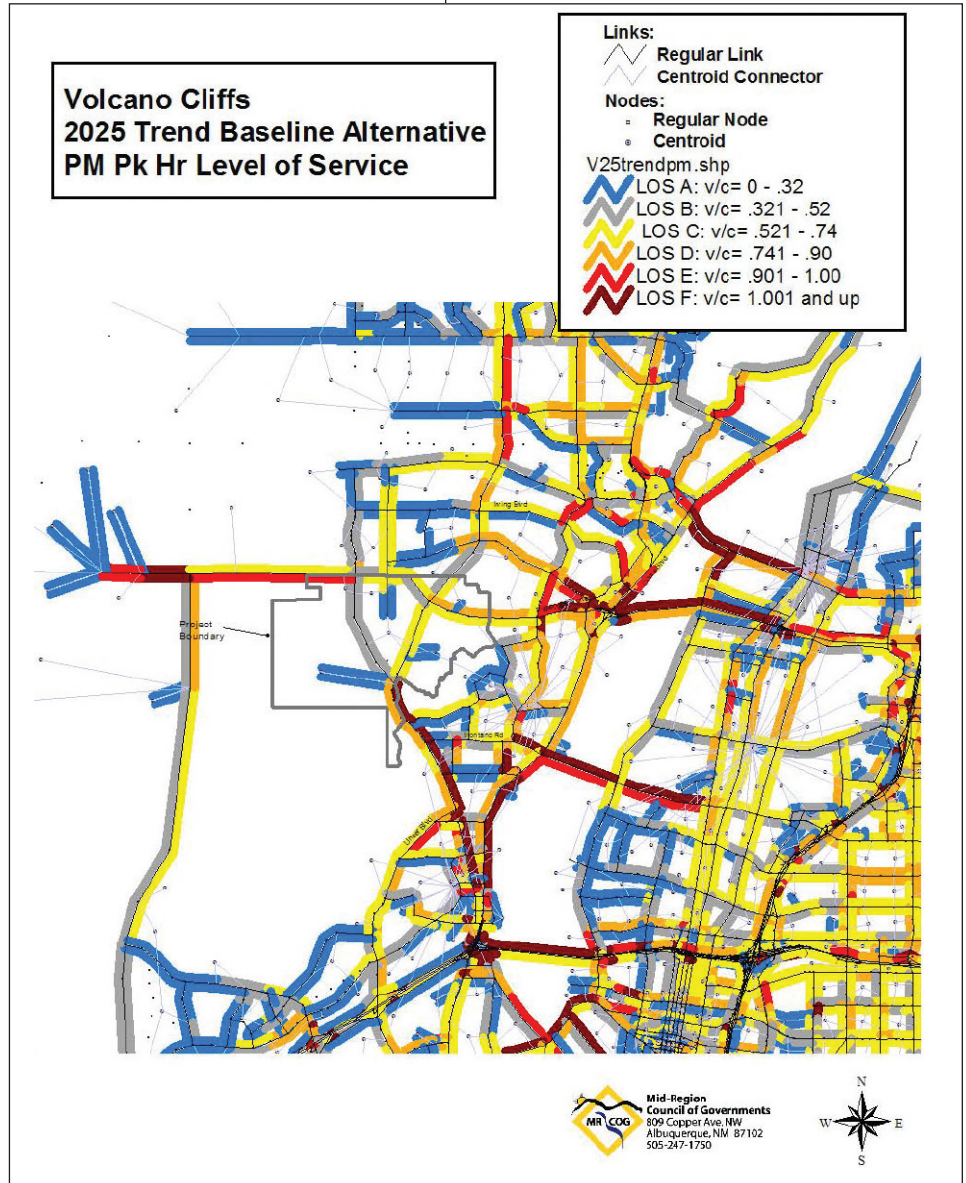 Volcano Cliffs
2025 Trend Baseline Alternative
PM Pk Hr Level of Service
Links:
Regular Link
Centroid Connector
Nodes:
Regular Node
Centroid
V25trendpm.shp
LOS A: v/c= 0 - .32
LOS B: v/c= .321 - .52
LOS C: v/c= .521 - .74
LOS D: v/c= .741 - .90
LOS E: v/c= .901 - 1.00
LOS F: v/c= 1.001 and up
Irving Blvd
Blvd
Project
Boundary
Montano Rd
Unser Blvd
MR COG
Mid-Region
Council of Governments
809 Copper Ave. NW
Albuquerque, NM 87102
505-247-1750
N
W
E
S